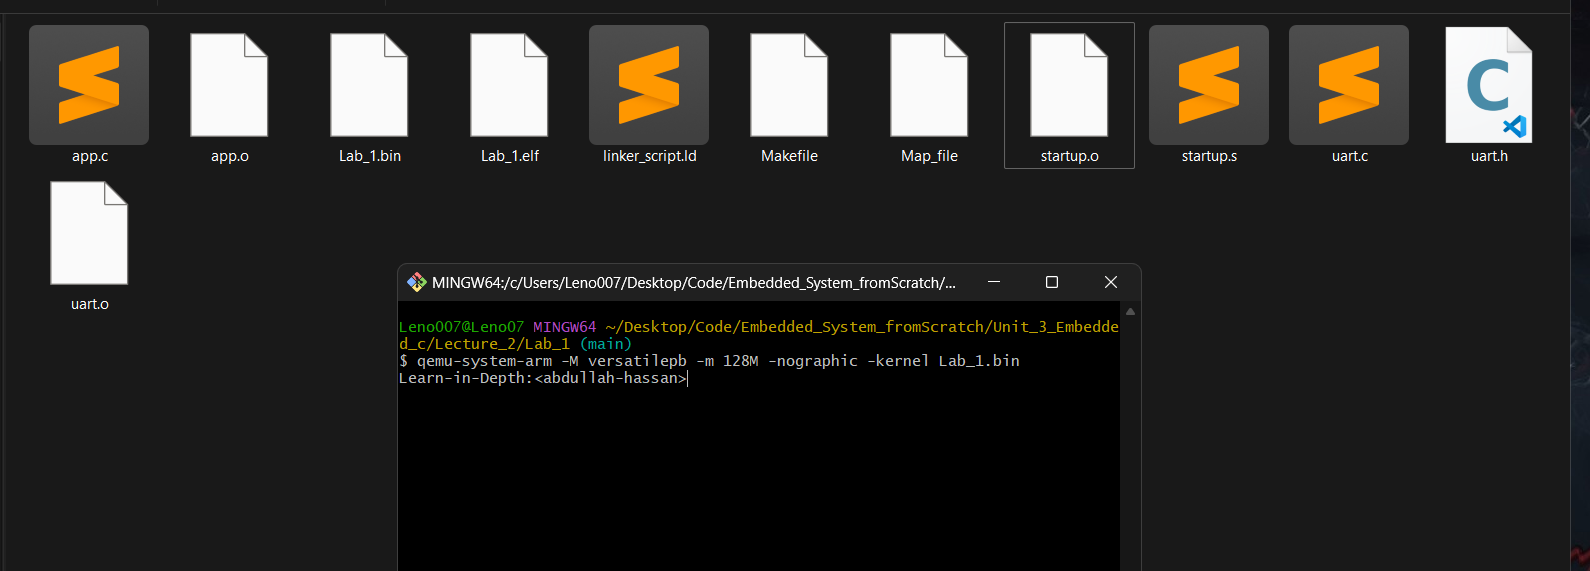 app.c
app.o
Lab_1.bin
Lab_1.elf
linker_script.ld
Makefile
Map_file
startup.o
startup.s
uart.c
C
uart.h
uart.o
MINGW64:/c/Users/Leno007/Desktop/Code/Embedded_System_fromScratch/...
Leno007@Leno07 MINGW64 ~/Desktop/Code/Embedded_System_fromScratch/Unit_3_Embedde
d_c/Lecture_2/Lab_1 (main)
$ qemu-system-arm -M versatilepb -m 128M -nographic -kernel Lab_1.bin
Learn-in-Depth:<abdullah-hassan>